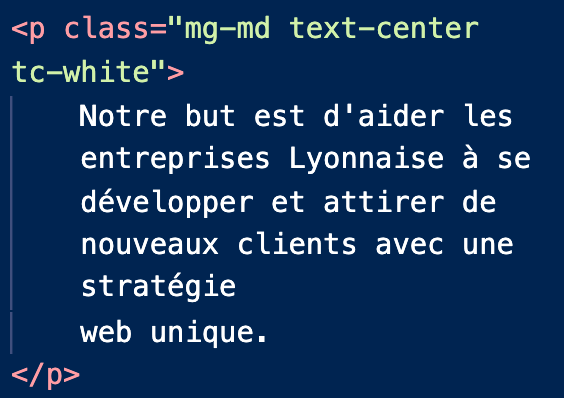 <p class="mg-md text-center
tc-white">
Notre but est d'aider les
entreprises Lyonnaise à se
développer et attirer de
nouveaux clients avec une
stratégie
web unique.
</p>